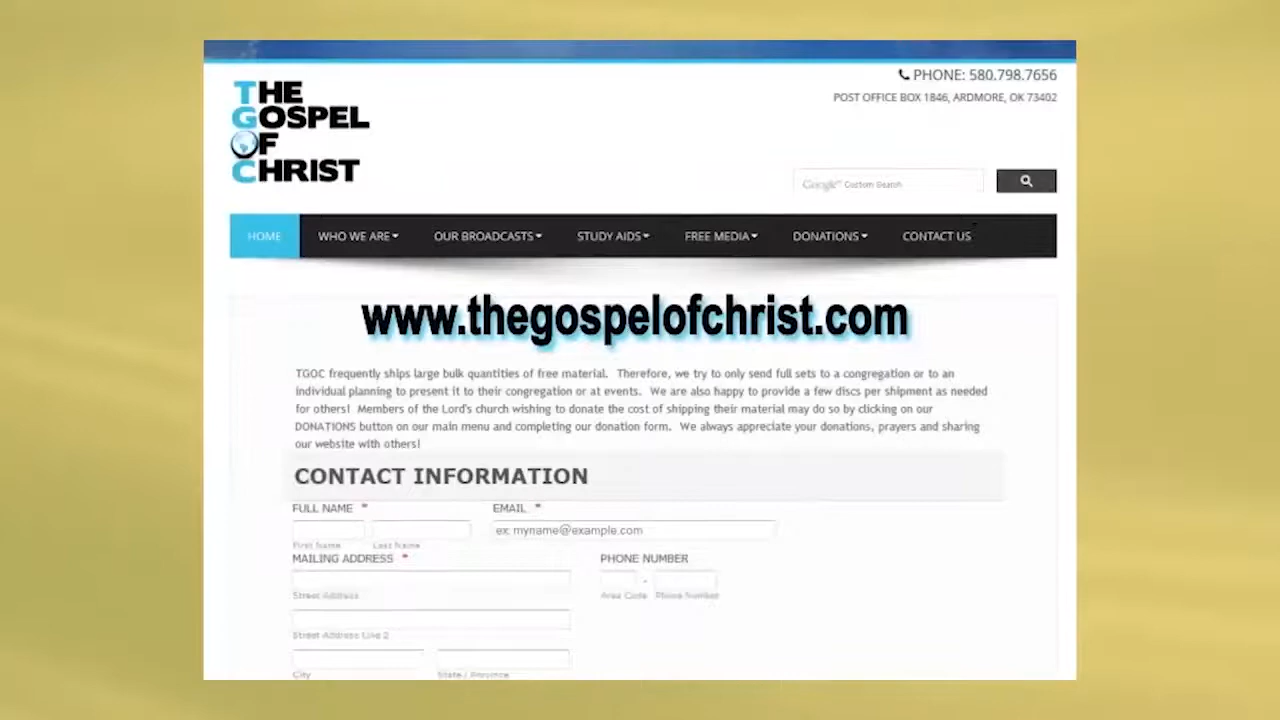 THE
GOSPEL
OF
CHRIST
PHONE: 580.798.7656
POST OFFICE BOX 1846, ARDMORE, OK 73402
Google™ Custom Search
HOME WHO WE ARE OUR BROADCASTS STUDY AIDS FREE MEDIA DONATIONS CONTACT US
www.thegospelofchrist.com
TGOC frequently ships large bulk quantities of free material. Therefore, we try to only send full sets to a congregation or to an
individual planning to present it to their congregation or at events. We are also happy to provide a few discs per shipment as needed
for others! Members of the Lord's church wishing to donate the cost of shipping their material may do so by clicking on our
DONATIONS button on our main menu and completing our donation form. We always appreciate your donations, prayers and sharing
our website with others!
CONTACT INFORMATION
FULL NAME * EMAIL *
ex: myname@example.com
First Name Last Name
MAILING ADDRESS * PHONE NUMBER
-
Street Address Area Code Phone Number
Street Address Line 2
City State / Province